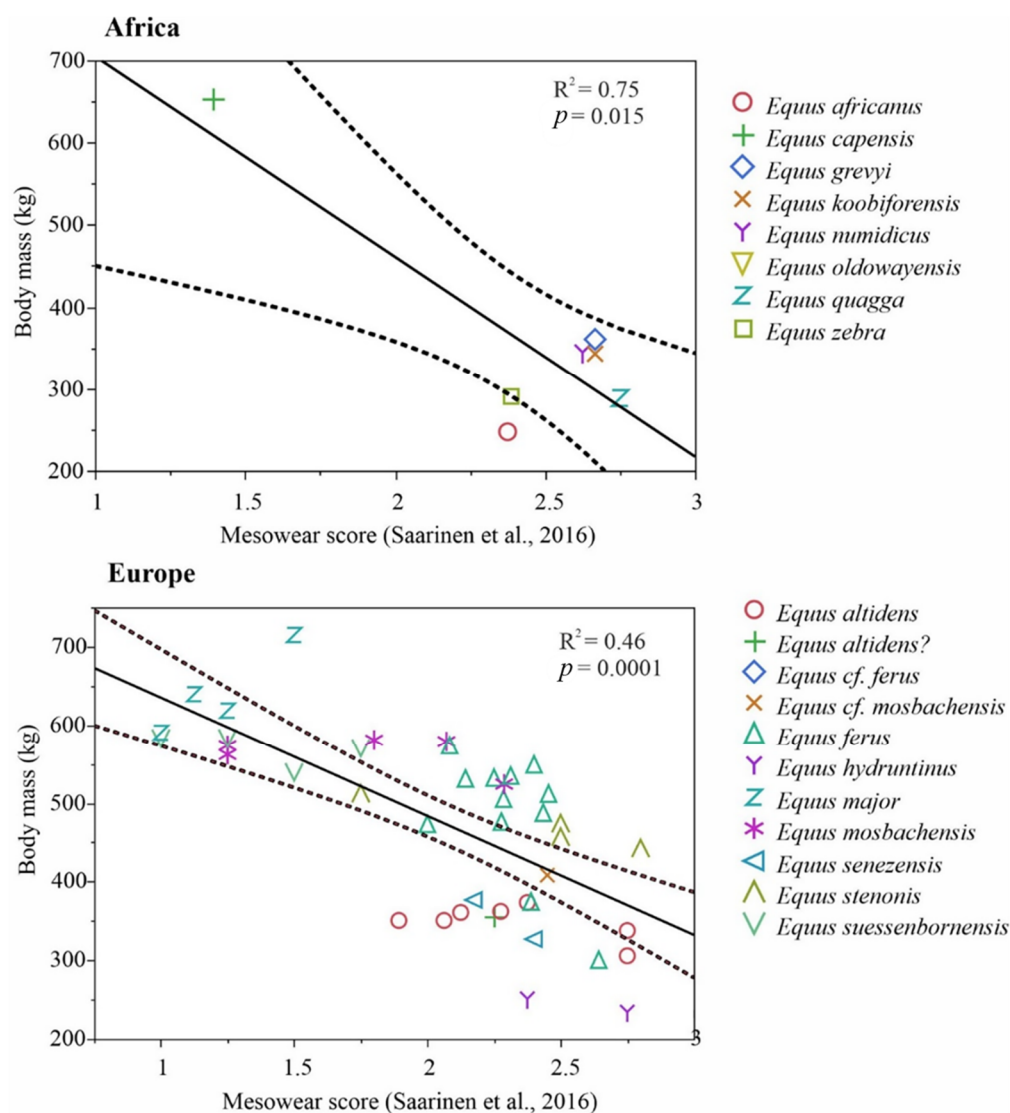 Africa
700
600
500
400
300
200
Body mass (kg)
R² = 0.75
p = 0.015
1
1.5
2
2.5
3
Mesowear score (Saarinen et al., 2016)
Equus africanus
Equus capensis
Equus grevyi
Equus koobiforensis
Equus numidicus
Equus oldowayensis
Equus quagga
Equus zebra
Europe
700
600
500
400
300
200
Body mass (kg)
R² = 0.46
p = 0.0001
1
1.5
2
2.5
3
Mesowear score (Saarinen et al., 2016)
Equus altidens
Equus altidens?
Equus cf. ferus
Equus cf. mosbachensis
Equus ferus
Equus hydruntinus
Equus major
Equus mosbachensis
Equus senezensis
Equus stenonis
Equus suessenbornensis